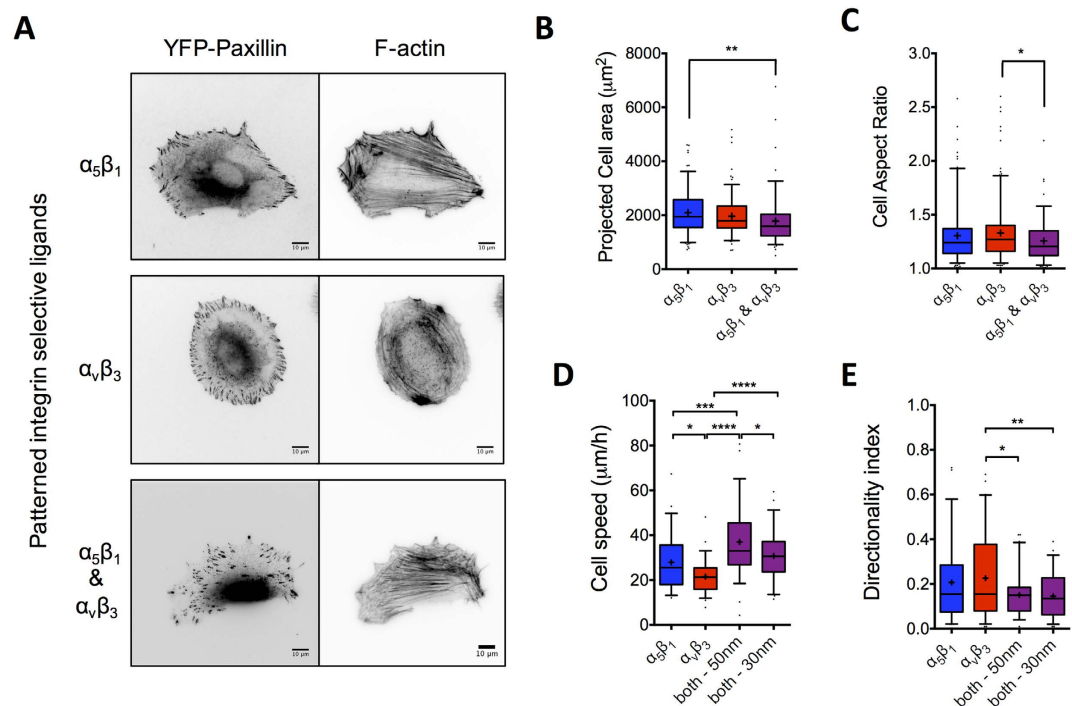 A
YFP-Paxillin
F-actin
Patterned integrin selective ligands
α5β1
10 μm
10 μm
αvβ3
10 μm
10 μm
α5β1
&
αvβ3
10 μm
10 μm
B
Projected Cell area (μm²)
8000
6000
4000
2000
0
**
α5β1
αvβ3
α5β1 & αvβ3
C
Cell Aspect Ratio
3.0
2.5
2.0
1.5
1.0
*
α5β1
αvβ3
α5β1 & αvβ3
D
Cell speed (μm/h)
100
80
60
40
20
0
****
***
* **** *
α5β1
αvβ3
both - 50nm
both - 30nm
E
Directionality index
1.0
0.8
0.6
0.4
0.2
0.0
**
*
α5β1
αvβ3
both - 50nm
both - 30nm